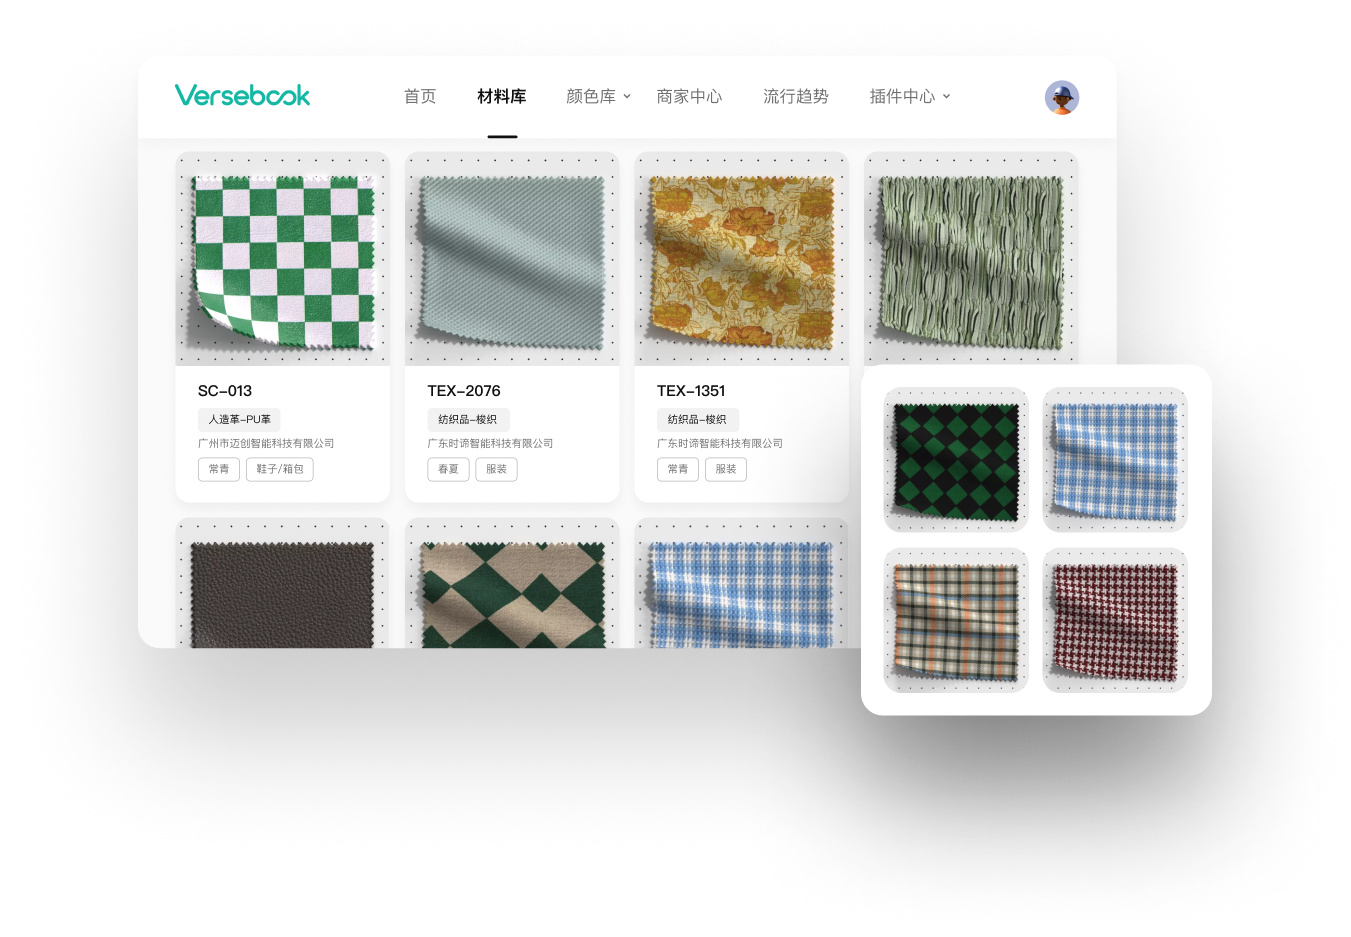 Versebook
首页 材料库 颜色库 商家中心 流行趋势 插件中心
SC-013
人造革-PU革
广州市迈创智能科技有限公司
常青 鞋子/箱包
TEX-2076
纺织品-梭织
广东时谛智能科技有限公司
春夏 服装
TEX-1351
纺织品-梭织
广东时谛智能科技有限公司
常青 服装